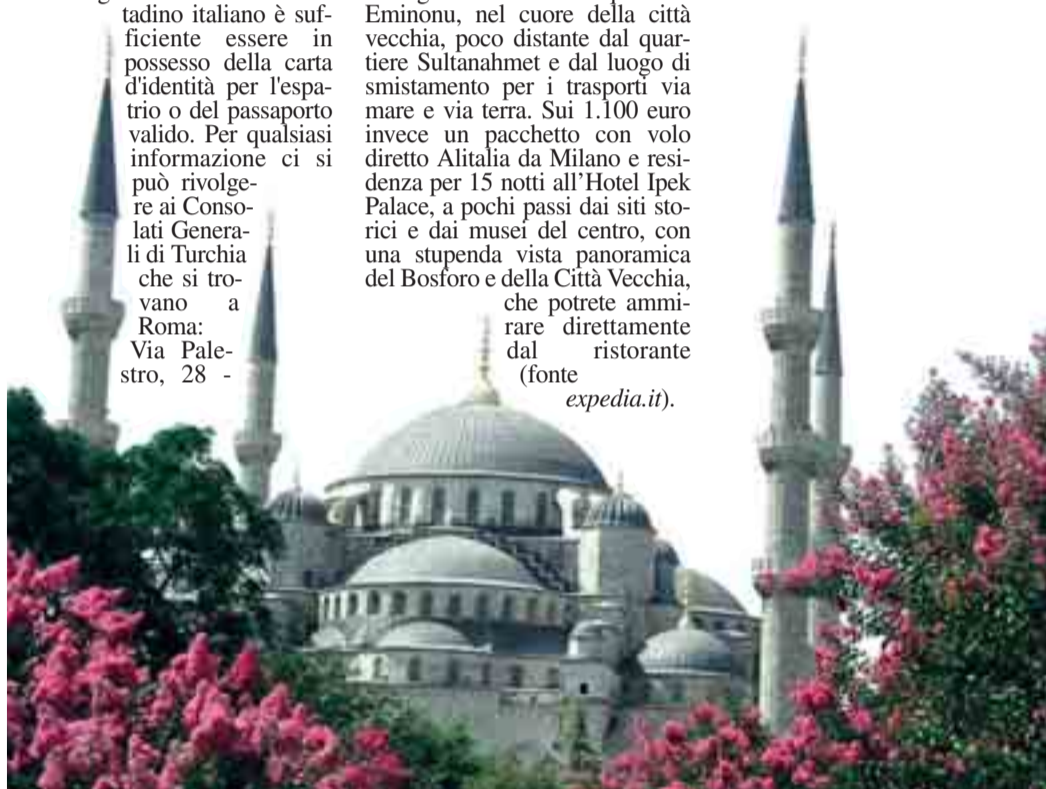 tadino italiano è suf-
ficiente essere in
possesso della carta
d'identità per l'espa-
trio o del passaporto
valido. Per qualsiasi
informazione ci si
può rivolge-
re ai Conso-
lati Genera-
li di Turchia
che si tro-
vano a
Roma:
Via Pale-
stro, 28 -
Eminonu, nel cuore della città
vecchia, poco distante dal quar-
tiere Sultanahmet e dal luogo di
smistamento per i trasporti via
mare e via terra. Sui 1.100 euro
invece un pacchetto con volo
diretto Alitalia da Milano e resi-
denza per 15 notti all'Hotel Ipek
Palace, a pochi passi dai siti sto-
rici e dai musei del centro, con
una stupenda vista panoramica
del Bosforo e della Città Vecchia,
che potrete ammi-
rare direttamente
dal ristorante
(fonte
expedia.it).